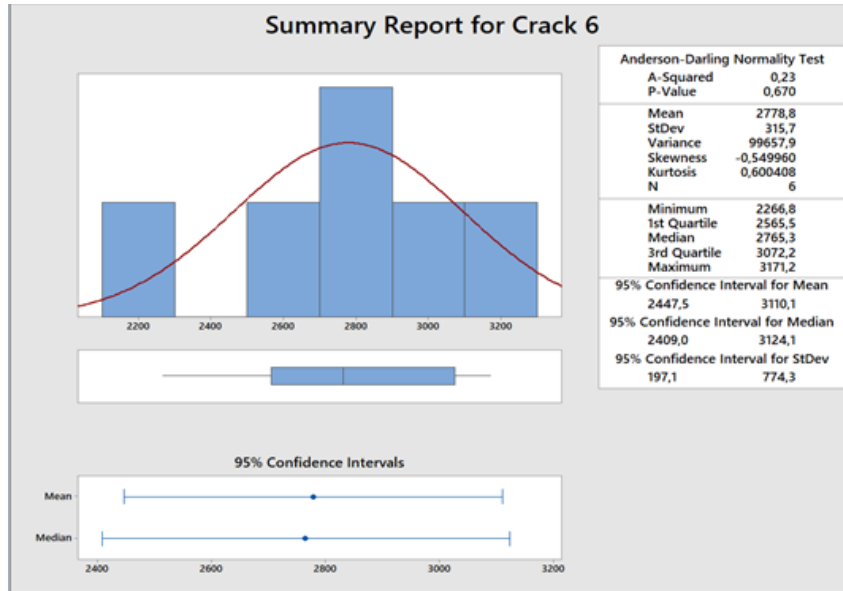 Summary Report for Crack 6
Anderson-Darling Normality Test
A-Squared 0,23
P-Value 0,670
Mean 2778,8
StDev 315,7
Variance 99657,9
Skewness -0,549960
Kurtosis 0,600408
N 6
Minimum 2266,8
1st Quartile 2565,5
Median 2765,3
3rd Quartile 3072,2
Maximum 3171,2
95% Confidence Interval for Mean
2447,5 3110,1
95% Confidence Interval for Median
2409,0 3124,1
95% Confidence Interval for StDev
197,1 774,3
2200 2400 2600 2800 3000 3200
95% Confidence Intervals
Mean
Median
2400 2600 2800 3000 3200